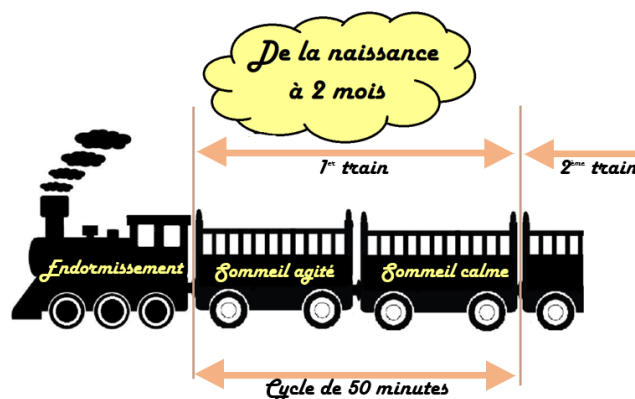 De la naissance
à 2 mois
1er train
2ème train
Endormissement
Sommeil agité
Sommeil calme
Cycle de 50 minutes